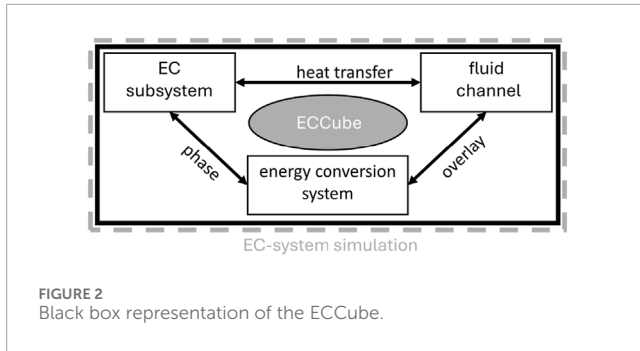 EC
subsystem
heat transfer
fluid
channel
ECCube
phase
overlay
energy conversion
system
EC-system simulation
FIGURE 2
Black box representation of the ECCube.